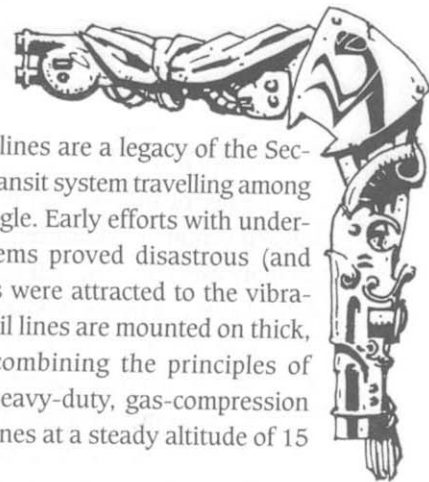 lines are a legacy of the Sec-
ansit system travelling among
gle. Early efforts with under-
ems proved disastrous (and
s were attracted to the vibra-
il lines are mounted on thick,
combining the principles of
eavy-duty, gas-compression
nes at a steady altitude of 15